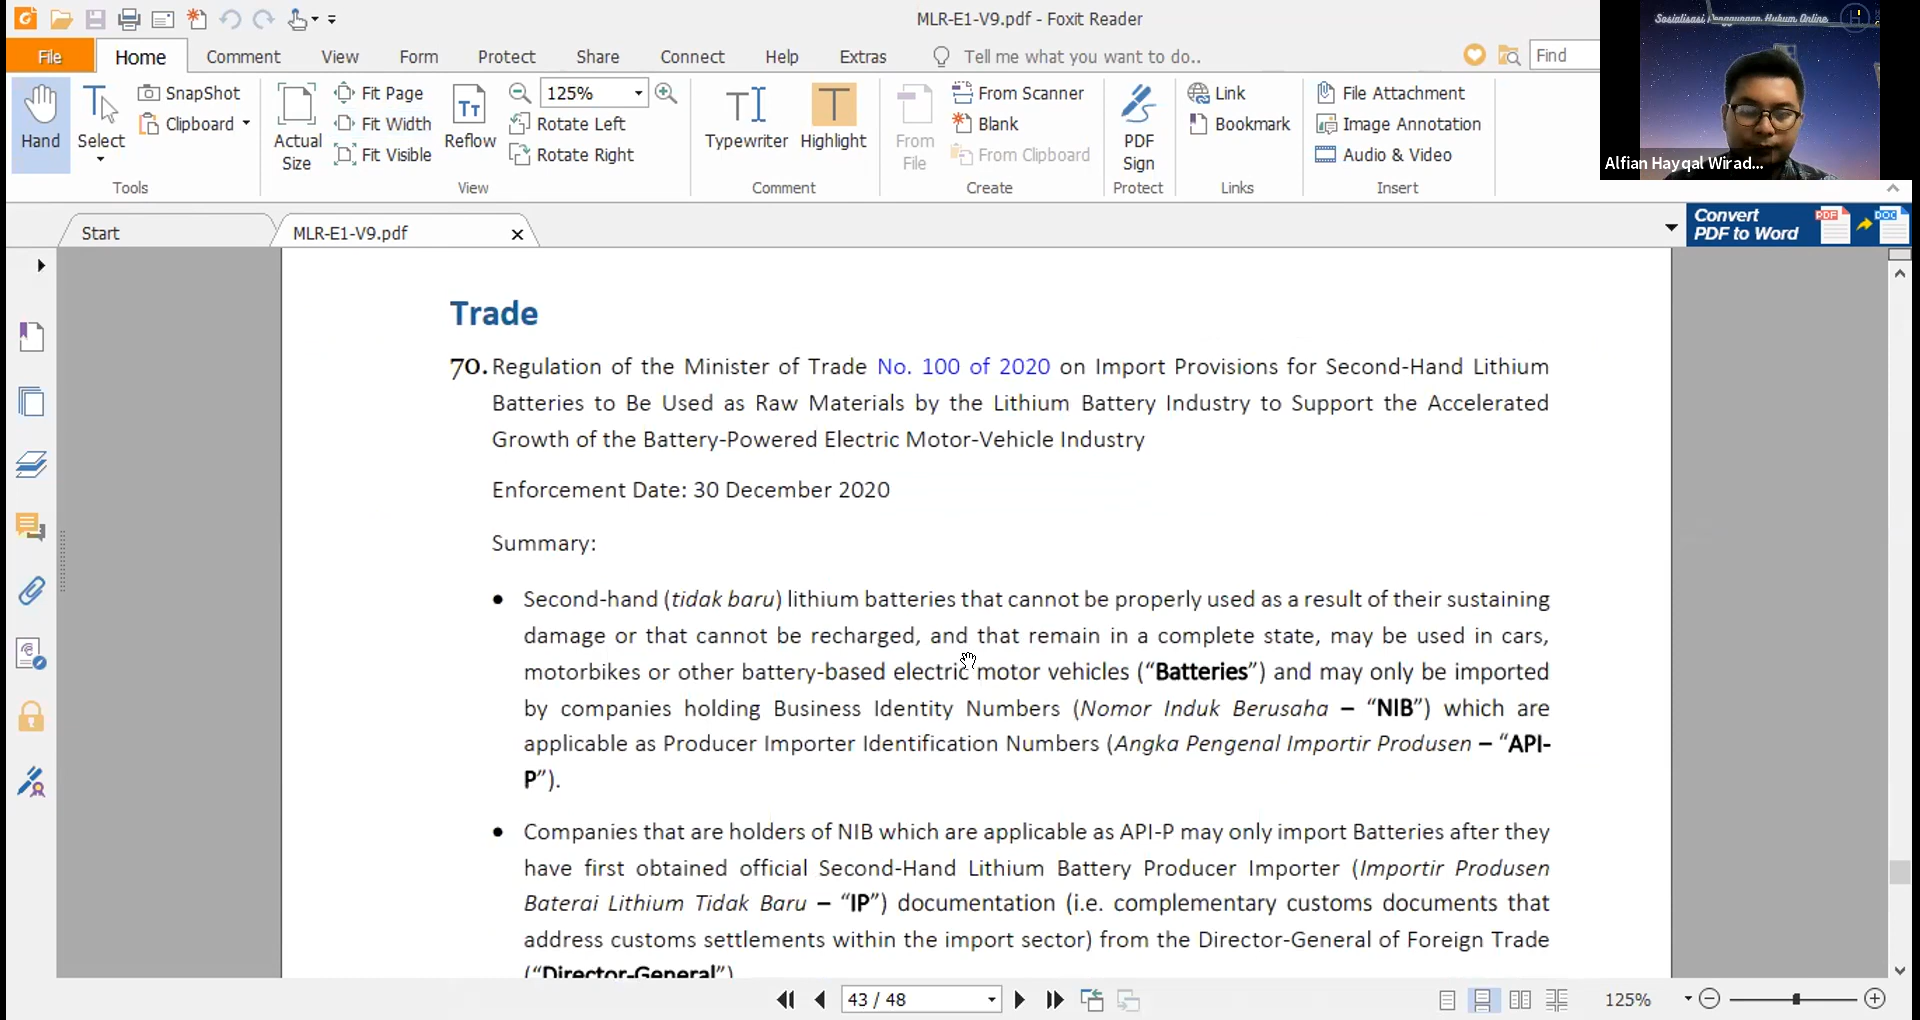 MLR-E1-V9.pdf - Foxit Reader
File
Home
Comment
View
Form
Protect
Share
Connect
Help
Extras
Tell me what you want to do..
Find
Hand
Select
SnapShot
Clipboard
Tools
Actual
Size
Fit Page
Fit Width
Fit Visible
Reflow
125%
Rotate Left
Rotate Right
View
Typewriter
Highlight
Comment
From
File
From Scanner
Blank
From Clipboard
Create
PDF
Sign
Protect
Link
Bookmark
Links
File Attachment
Image Annotation
Audio & Video
Insert
Sosialisasi Penggunaan Hukum Online
Alfian Hayqal Wirad...
Start
MLR-E1-V9.pdf
Convert
PDF to Word
PDF
DOC
Trade
70. Regulation of the Minister of Trade No. 100 of 2020 on Import Provisions for Second-Hand Lithium
Batteries to Be Used as Raw Materials by the Lithium Battery Industry to Support the Accelerated
Growth of the Battery-Powered Electric Motor-Vehicle Industry
Enforcement Date: 30 December 2020
Summary:
• Second-hand (tidak baru) lithium batteries that cannot be properly used as a result of their sustaining
damage or that cannot be recharged, and that remain in a complete state, may be used in cars,
motorbikes or other battery-based electric motor vehicles (“Batteries”) and may only be imported
by companies holding Business Identity Numbers (Nomor Induk Berusaha – “NIB”) which are
applicable as Producer Importer Identification Numbers (Angka Pengenal Importir Produsen – “API-
P”).
• Companies that are holders of NIB which are applicable as API-P may only import Batteries after they
have first obtained official Second-Hand Lithium Battery Producer Importer (Importir Produsen
Baterai Lithium Tidak Baru – “IP”) documentation (i.e. complementary customs documents that
address customs settlements within the import sector) from the Director-General of Foreign Trade
(“Director-General”)
43 / 48
125%